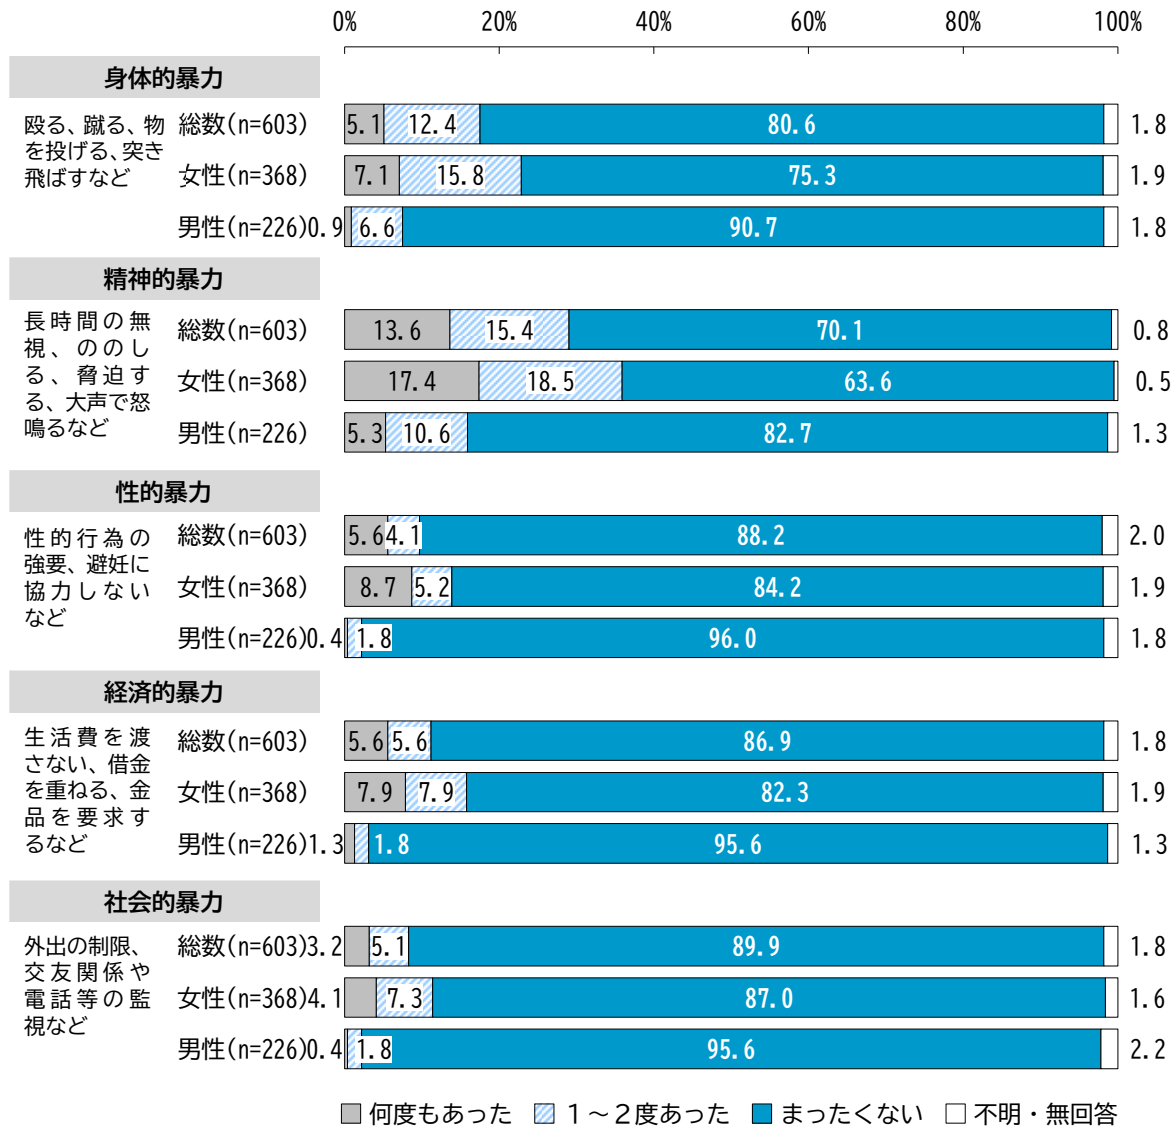 0% 20% 40% 60% 80% 100%
身体的暴力
殴る、蹴る、物
を投げる、突き
飛ばすなど
総数(n=603) 5.1 12.4 80.6 1.8
女性(n=368) 7.1 15.8 75.3 1.9
男性(n=226) 0.9 6.6 90.7 1.8
精神的暴力
長時間の無
視、ののし
る、脅迫す
る、大声で怒
鳴るなど
総数(n=603) 13.6 15.4 70.1 0.8
女性(n=368) 17.4 18.5 63.6 0.5
男性(n=226) 5.3 10.6 82.7 1.3
性的暴力
性的行為の
強要、避妊に
協力しない
など
総数(n=603) 5.6 4.1 88.2 2.0
女性(n=368) 8.7 5.2 84.2 1.9
男性(n=226) 0.4 1.8 96.0 1.8
経済的暴力
生活費を渡
さない、借金
を重ねる、金
品を要求す
るなど
総数(n=603) 5.6 5.6 86.9 1.8
女性(n=368) 7.9 7.9 82.3 1.9
男性(n=226) 1.3 1.8 95.6 1.3
社会的暴力
外出の制限、
交友関係や
電話等の監
視など
総数(n=603) 3.2 5.1 89.9 1.8
女性(n=368) 4.1 7.3 87.0 1.6
男性(n=226) 0.4 1.8 95.6 2.2
何度もあった 1~2度あった まったくない 不明・無回答